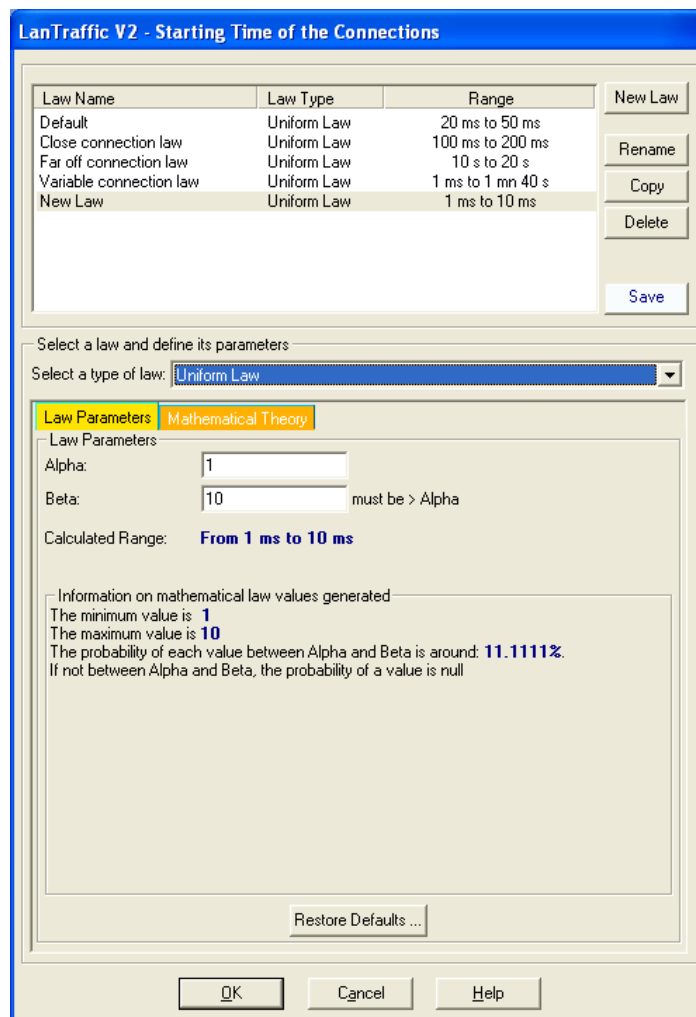 LanTraffic V2 - Starting Time of the Connections
Law Name Law Type Range
Default Uniform Law 20 ms to 50 ms
Close connection law Uniform Law 100 ms to 200 ms
Far off connection law Uniform Law 10 s to 20 s
Variable connection law Uniform Law 1 ms to 1 mn 40 s
New Law Uniform Law 1 ms to 10 ms
New Law
Rename
Copy
Delete
Save
Select a law and define its parameters
Select a type of law: Uniform Law
Law Parameters Mathematical Theory
Law Parameters
Alpha: 1
Beta: 10 must be > Alpha
Calculated Range: From 1 ms to 10 ms
Information on mathematical law values generated
The minimum value is 1
The maximum value is 10
The probability of each value between Alpha and Beta is around: 11.1111%.
If not between Alpha and Beta, the probability of a value is null
Restore Defaults ...
OK Cancel Help